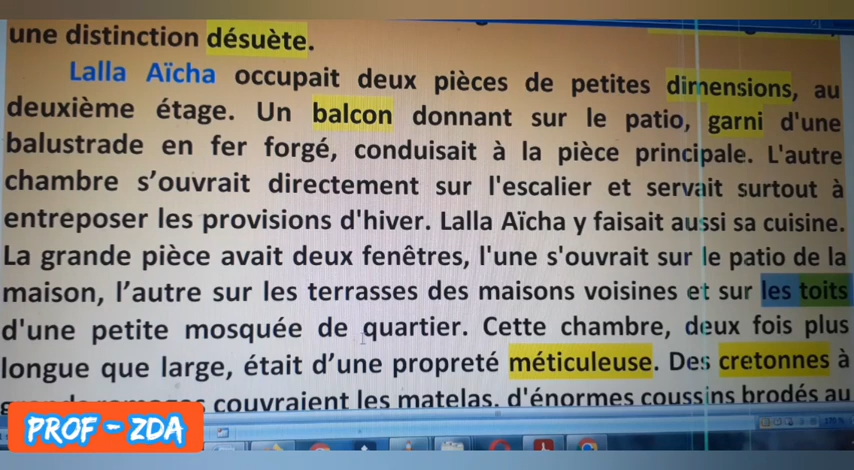 une distinction désuète.
Lalla Aïcha occupait deux pièces de petites dimensions, au
deuxième étage. Un balcon donnant sur le patio, garni d'une
balustrade en fer forgé, conduisait à la pièce principale. L'autre
chambre s’ouvrait directement sur l'escalier et servait surtout à
entreposer les provisions d'hiver. Lalla Aïcha y faisait aussi sa cuisine.
La grande pièce avait deux fenêtres, l'une s'ouvrait sur le patio de la
maison, l’autre sur les terrasses des maisons voisines et sur les toits
d'une petite mosquée de quartier. Cette chambre, deux fois plus
longue que large, était d’une propreté méticuleuse. Des cretonnes à
couvraient les matelas, d'énormes coussins brodés au
PROF - ZDA